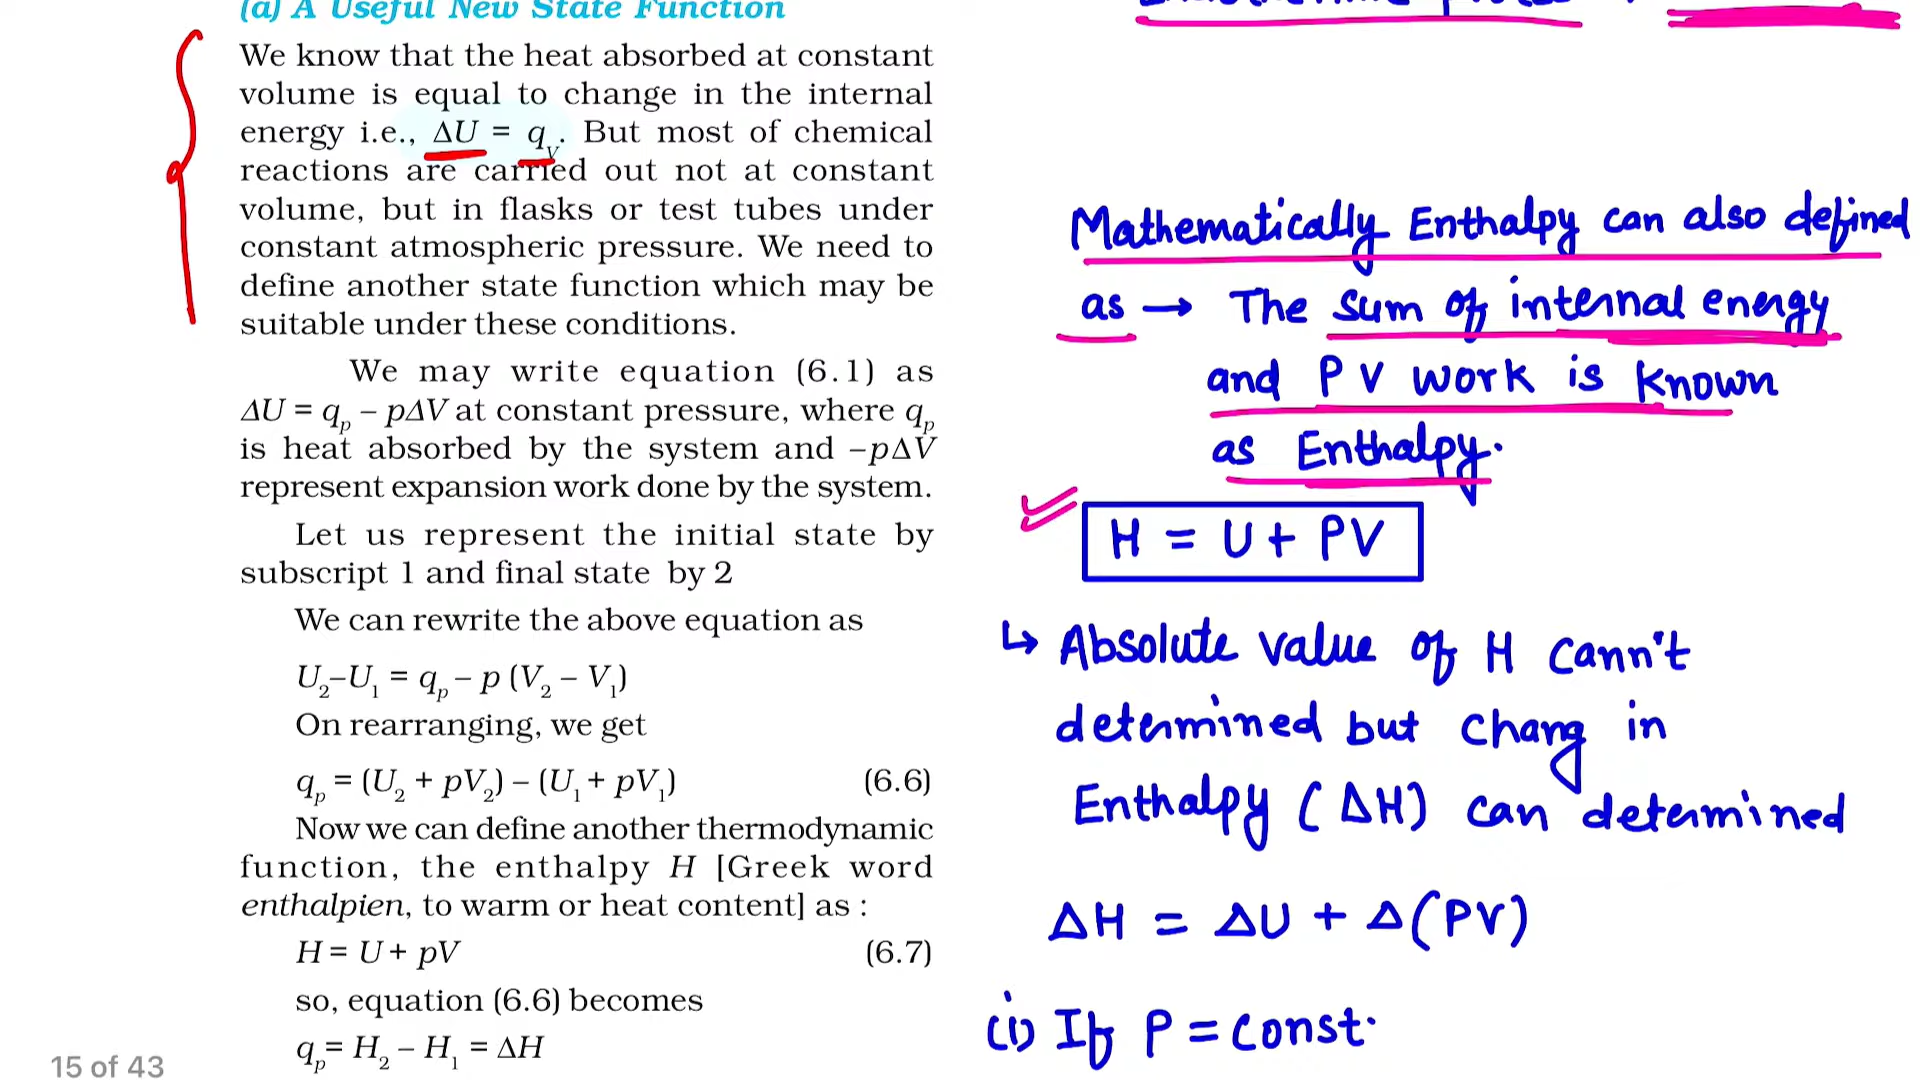 (a) A Useful New State Function
We know that the heat absorbed at constant
volume is equal to change in the internal
energy i.e., ΔU = qV. But most of chemical
reactions are carried out not at constant
volume, but in flasks or test tubes under
constant atmospheric pressure. We need to
define another state function which may be
suitable under these conditions.
We may write equation (6.1) as
ΔU = qp – pΔV at constant pressure, where qp
is heat absorbed by the system and –pΔV
represent expansion work done by the system.
Let us represent the initial state by
subscript 1 and final state by 2
We can rewrite the above equation as
U2–U1 = qp – p (V2 – V1)
On rearranging, we get
qp = (U2 + pV2) – (U1 + pV1) (6.6)
Now we can define another thermodynamic
function, the enthalpy H [Greek word
enthalpien, to warm or heat content] as :
H = U + pV (6.7)
so, equation (6.6) becomes
qp= H2 – H1 = ΔH
15 of 43
Mathematically Enthalpy can also defined
as → The sum of internal energy
and PV work is known
as Enthalpy.
H = U + PV
↳ Absolute value of H cann't
determined but chang in
Enthalpy (ΔH) can determined
ΔH = ΔU + Δ(PV)
(i) If P = const.